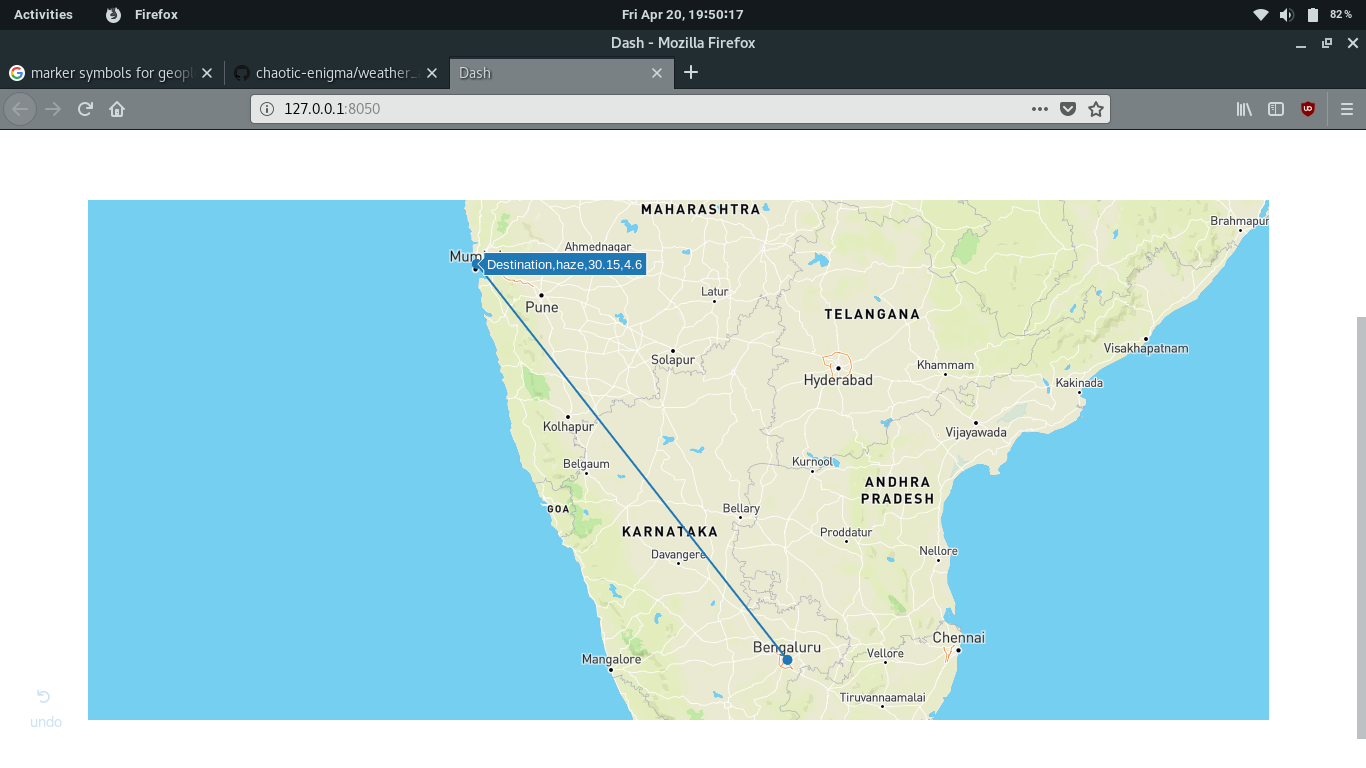 Activities Firefox Fri Apr 20, 19:50:17 82 %
Dash - Mozilla Firefox
marker symbols for geopl chaotic-enigma/weather_ Dash
127.0.0.1:8050
MAHARASHTRA
Brahmapur
Ahmednagar
Destination,haze,30.15,4.6
Latur
Pune
TELANGANA
Visakhapatnam
Solapur
Khammam
Hyderabad
Kakinada
Kolhapur
Vijayawada
Belgaum
Kurnool
ANDHRA
PRADESH
GOA
Bellary
KARNATAKA
Proddatur
Davangere
Nellore
Chennai
Bengaluru
Vellore
Mangalore
Tiruvannaamalai
undo